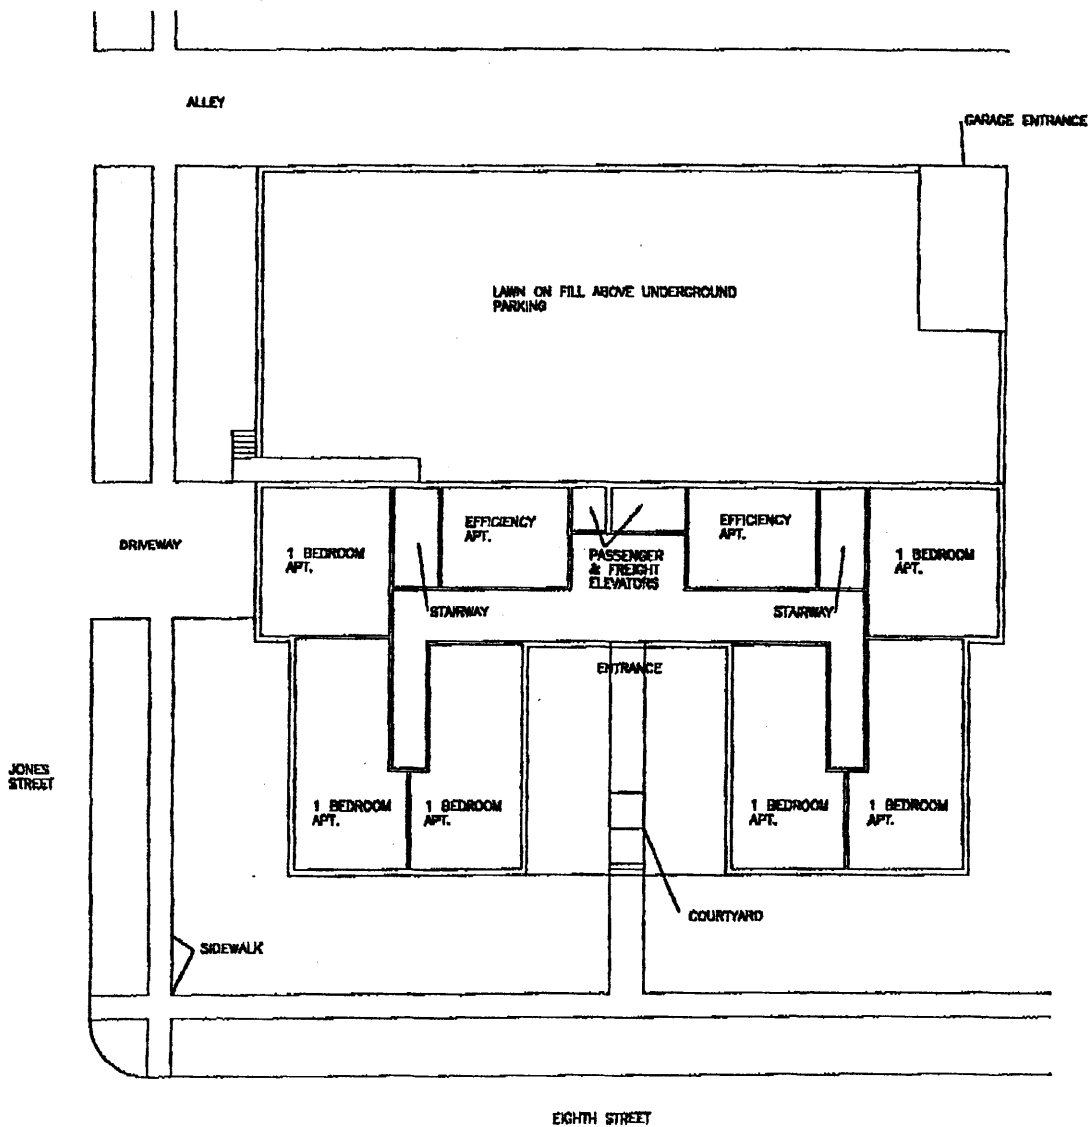 ALLEY
GARAGE ENTRANCE
LAWN ON FILL ABOVE UNDERGROUND
PARKING
DRIVEWAY
1 BEDROOM
APT.
EFFICIENCY
APT.
PASSENGER
& FREIGHT
ELEVATORS
EFFICIENCY
APT.
1 BEDROOM
APT.
STAIRWAY
STAIRWAY
ENTRANCE
JONES
STREET
1 BEDROOM
APT.
1 BEDROOM
APT.
1 BEDROOM
APT.
1 BEDROOM
APT.
COURTYARD
SIDEWALK
EIGHTH STREET